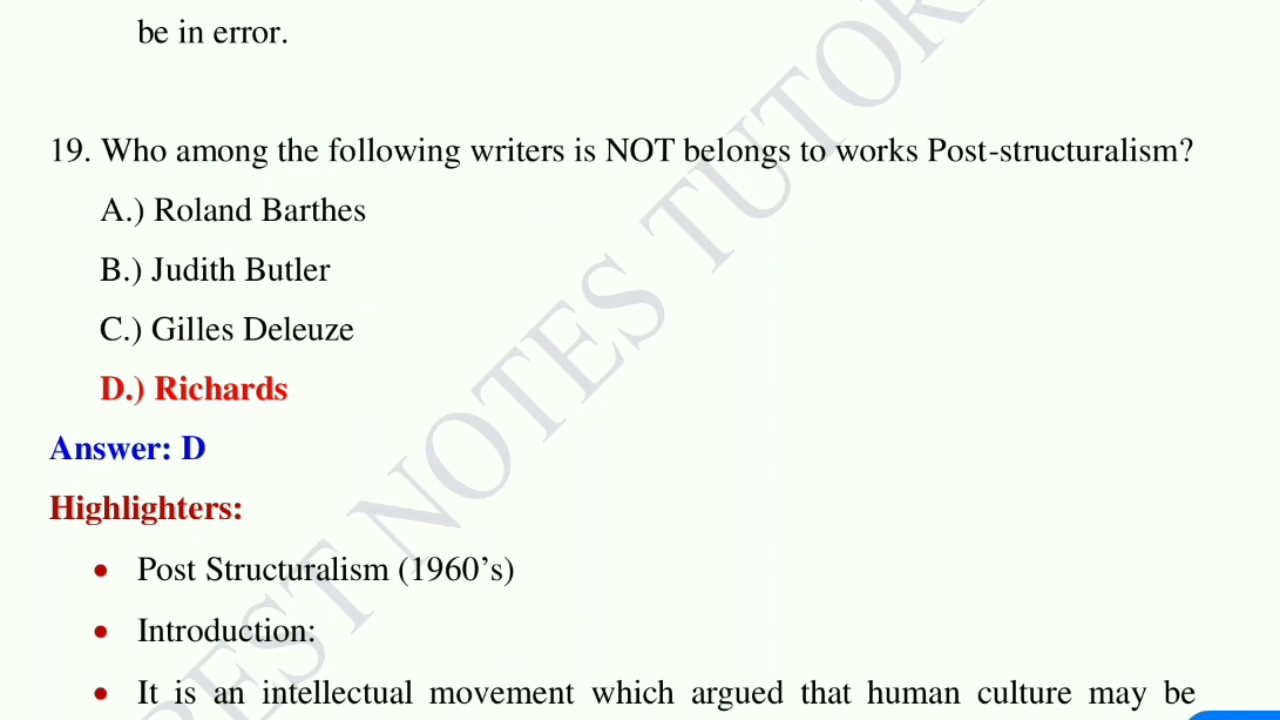 be in error.
19. Who among the following writers is NOT belongs to works Post-structuralism?
A.) Roland Barthes
B.) Judith Butler
C.) Gilles Deleuze
D.) Richards
Answer: D
Highlighters:
• Post Structuralism (1960’s)
• Introduction:
• It is an intellectual movement which argued that human culture may be
NOTES